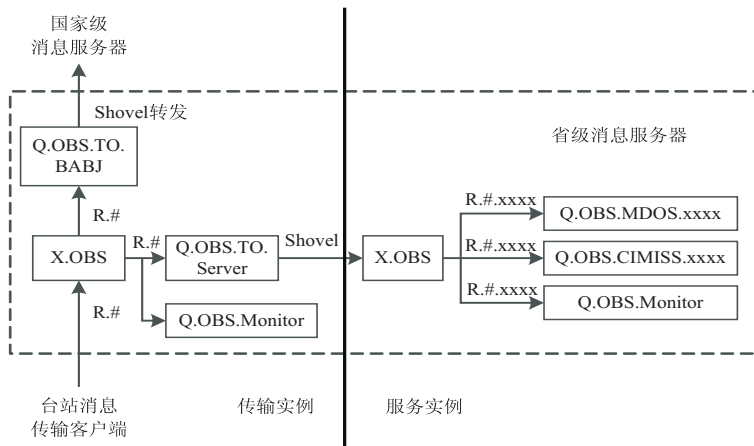 国家级
消息服务器
Shovel转发
省级消息服务器
Q.OBS.TO.
BABJ
R.#
R.#.xxxx
Q.OBS.MDOS.xxxx
X.OBS
R.#
Q.OBS.TO.
Server
Shovel
X.OBS
R.#.xxxx
Q.OBS.CIMISS.xxxx
R.#
Q.OBS.Monitor
R.#.xxxx
Q.OBS.Monitor
台站消息
传输客户端
传输实例
服务实例